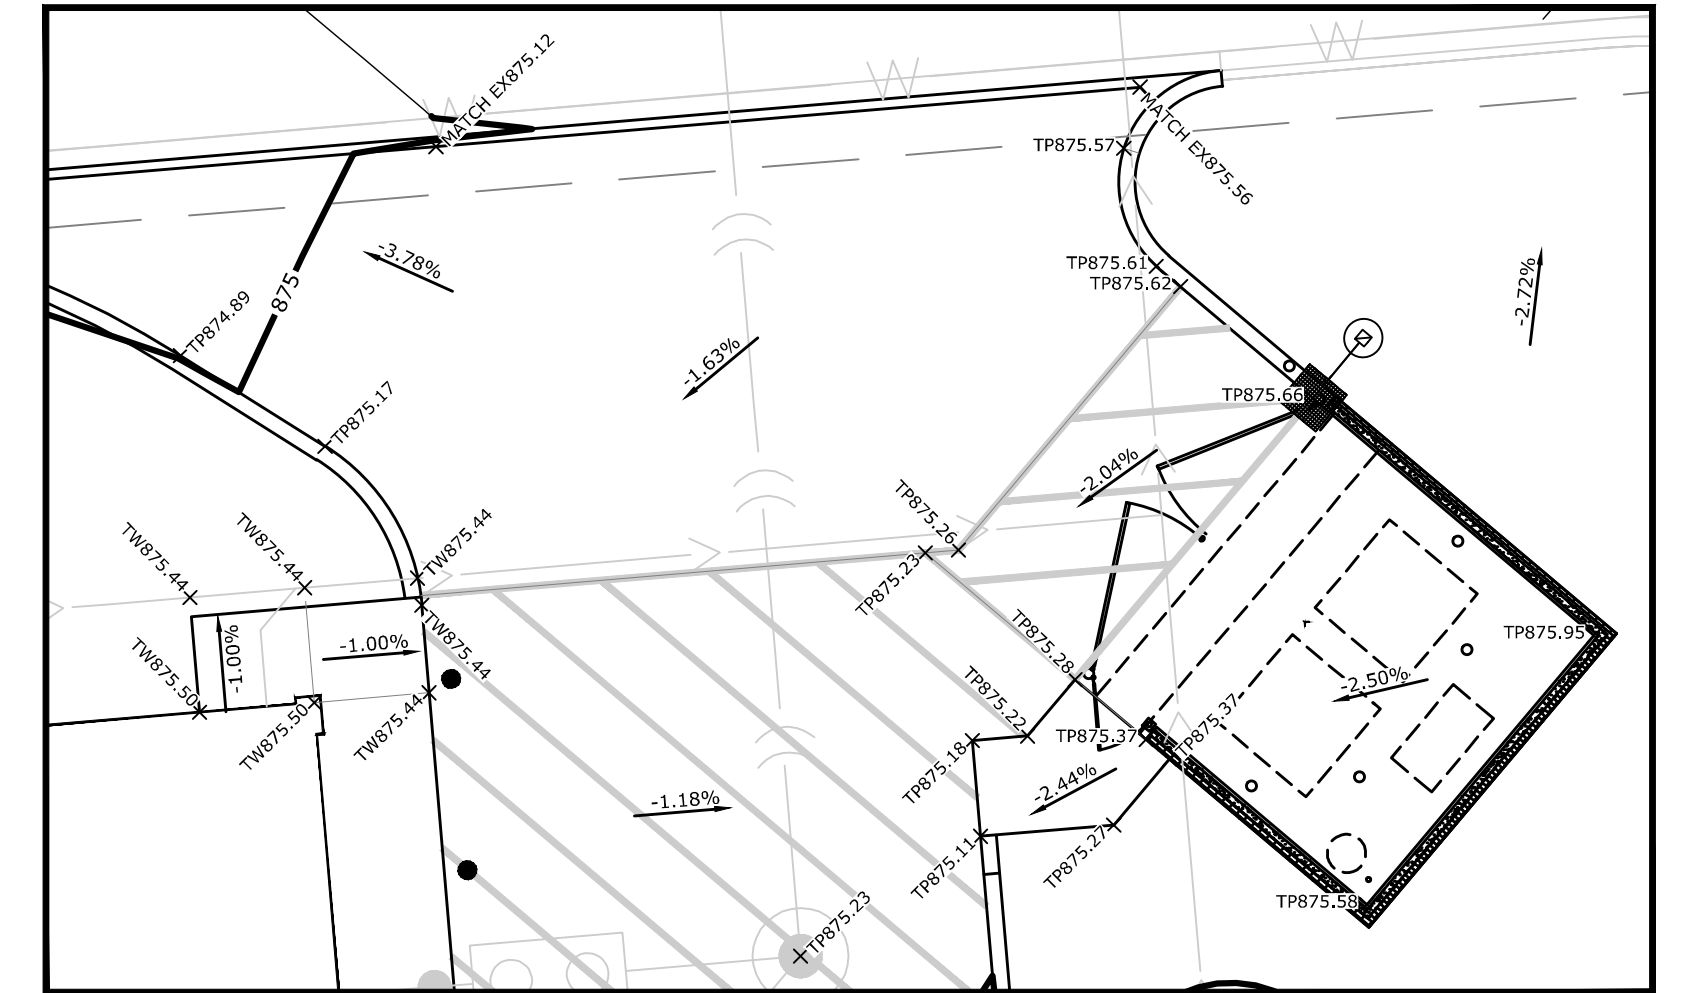 W
W
W
MATCH EX875.12
MATCH EX875.56
TP875.57
-3.78%
TP875.61
TP875.62
-2.72%
875
TP874.89
-1.63%
TP875.17
TP875.66
-2.04%
TP875.26
TP875.23
TW875.44
TW875.44
TW875.44
TW875.44
TW875.44
TW875.50
TW875.50
-1.00%
-1.00%
TP875.28
TP875.22
TP875.18
TP875.37
TP875.37
-2.50%
TP875.95
-2.44%
-1.18%
TP875.11
TP875.27
TP875.58
TP875.23